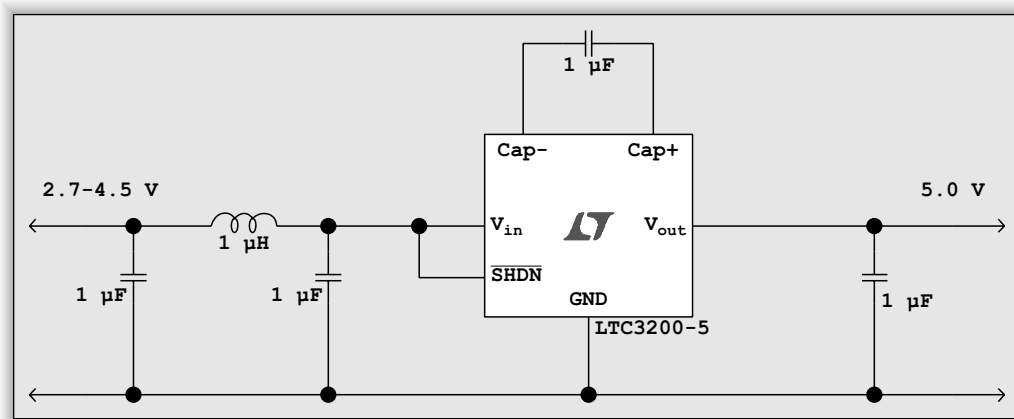 1 µF
Cap-
Cap+
2.7-4.5 V
5.0 V
Vin
Vout
1 µH
SHDN
1 µF
1 µF
1 µF
GND
LTC3200-5